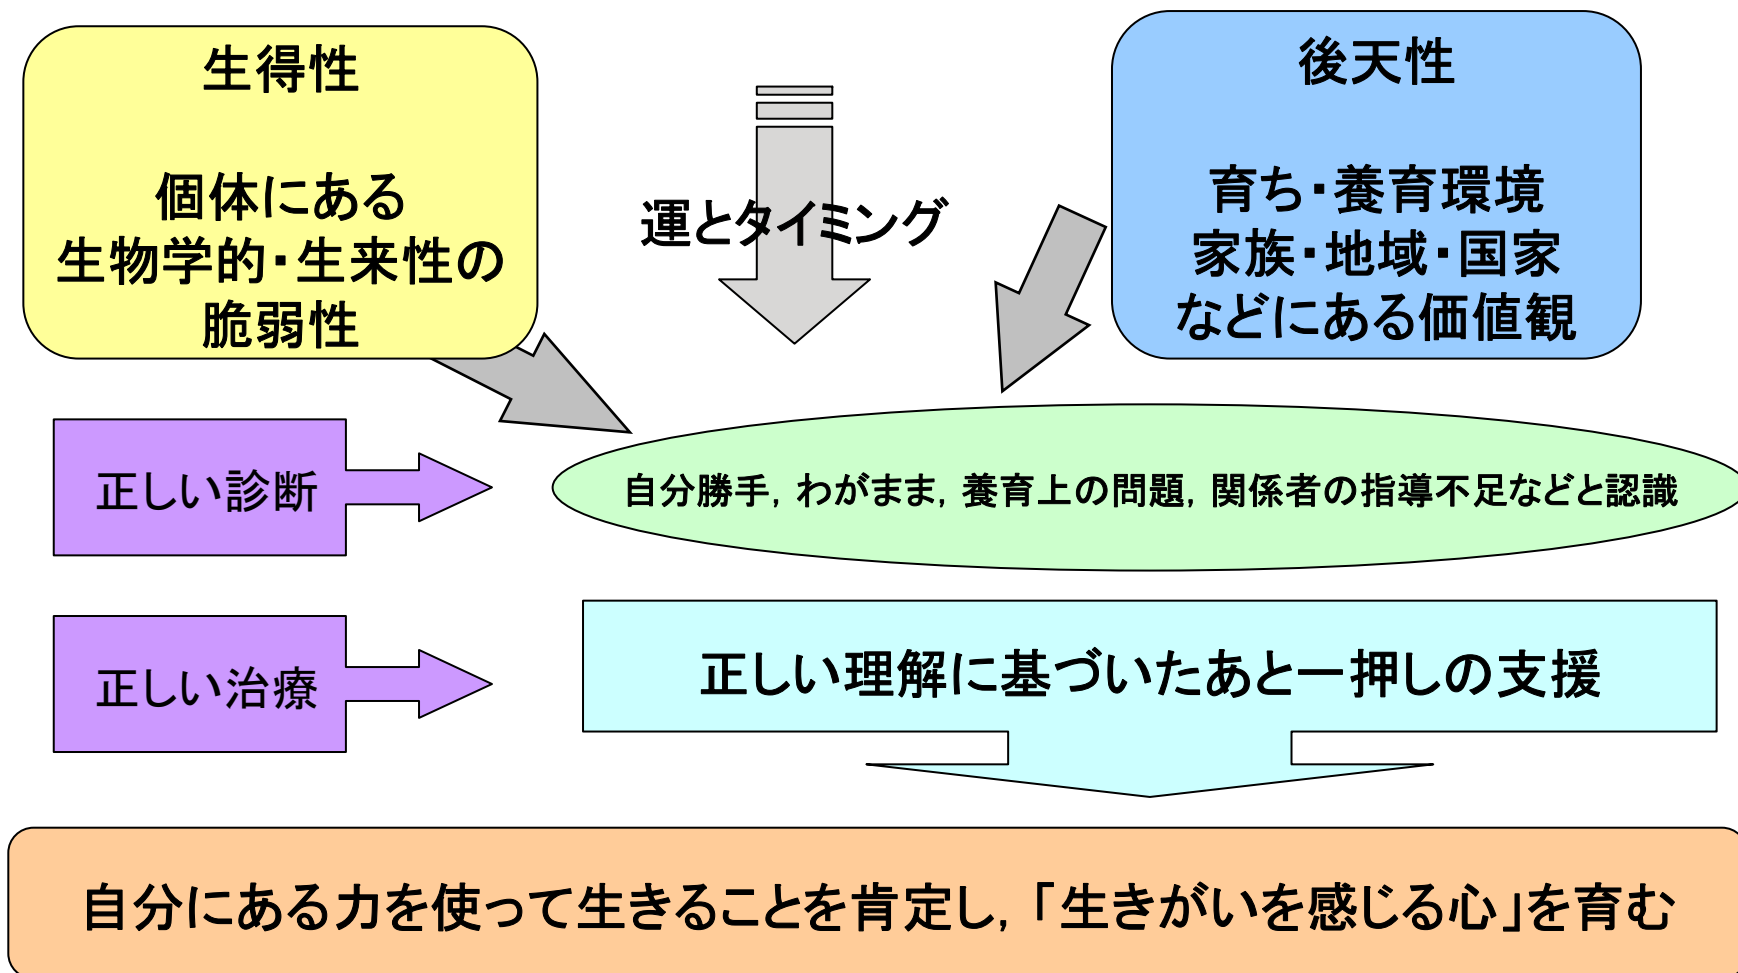 生得性
個体にある
生物学的・生来性の
脆弱性
運とタイミング
後天性
育ち・養育環境
家族・地域・国家
などにある価値観
正しい診断
自分勝手，わがまま，養育上の問題，関係者の指導不足などと認識
正しい治療
正しい理解に基づいたあと一押しの支援
自分にある力を使って生きることを肯定し，「生きがいを感じる心」を育む